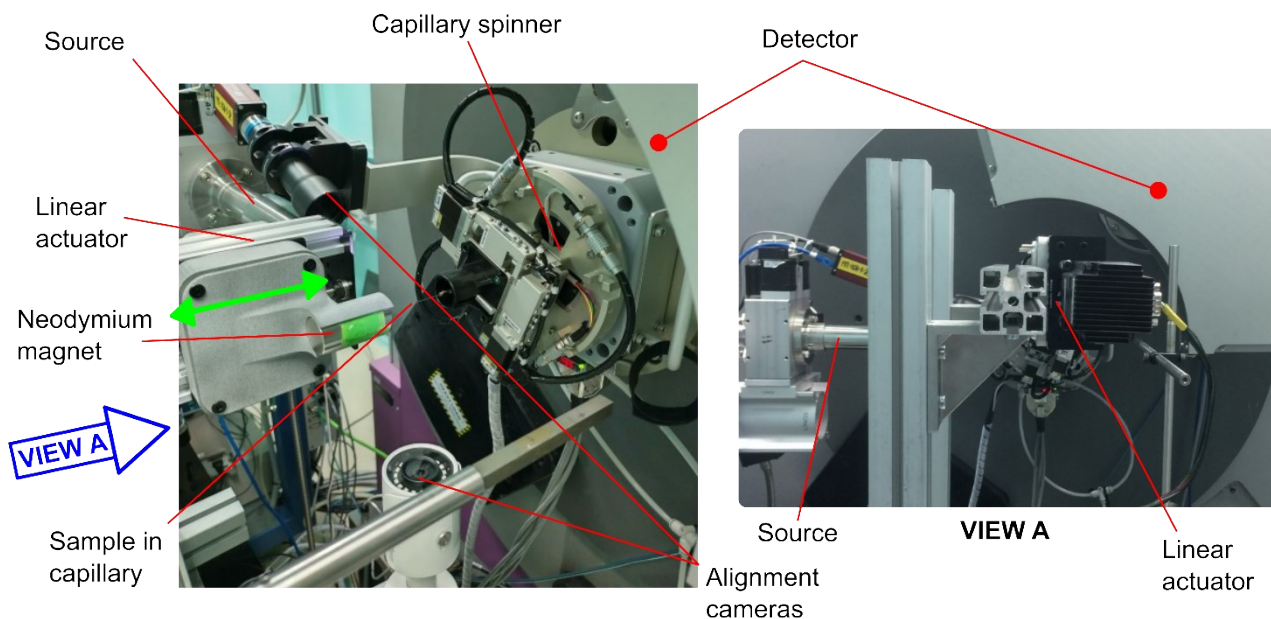 Source
Capillary spinner
Detector
Linear
actuator
Neodymium
magnet
VIEW A
Sample in
capillary
Alignment
cameras
Source
VIEW A
Linear
actuator